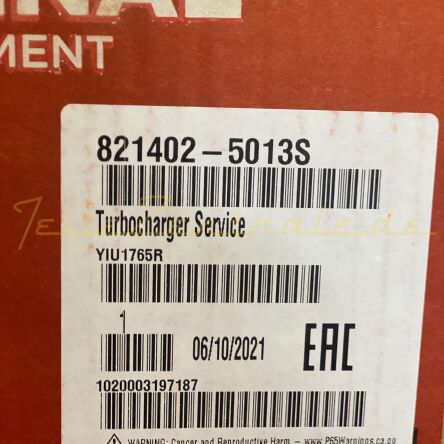 MENT
821402-5013S
Turbocharger Service
YIU1765R
1
06/10/2021
EAC
1020003197187
WARNING: Cancer and Reproductive Harm - www.P65Warnings.ca.gov